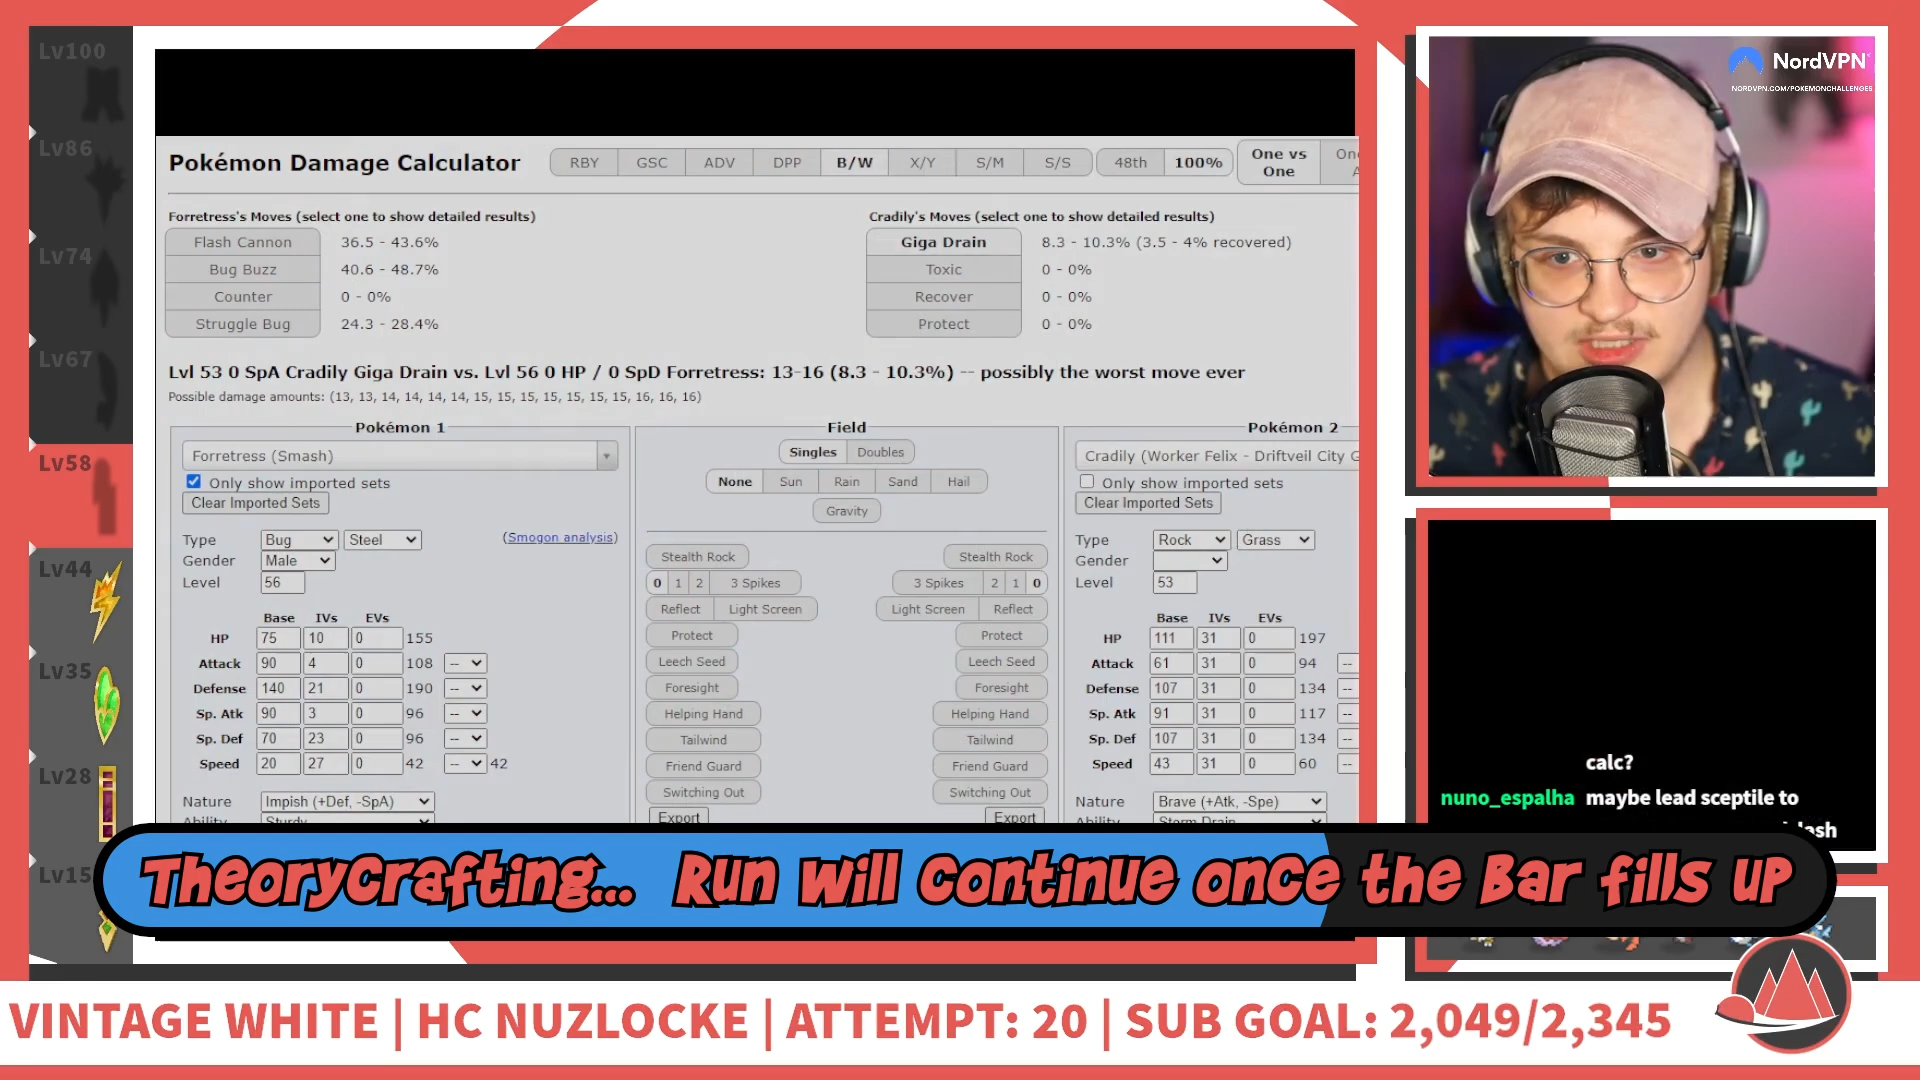 Lv100
Lv86
Lv74
Lv67
Lv58
Lv44
Lv35
Lv28
Lv15
Pokémon Damage Calculator
RBY GSC ADV DPP B/W X/Y S/M S/S
48th 100%
One vs One
Forretress's Moves (select one to show detailed results)
Flash Cannon 36.5 - 43.6%
Bug Buzz 40.6 - 48.7%
Counter 0 - 0%
Struggle Bug 24.3 - 28.4%
Cradily's Moves (select one to show detailed results)
Giga Drain 8.3 - 10.3% (3.5 - 4% recovered)
Toxic 0 - 0%
Recover 0 - 0%
Protect 0 - 0%
Lvl 53 0 SpA Cradily Giga Drain vs. Lvl 56 0 HP / 0 SpD Forretress: 13-16 (8.3 - 10.3%) -- possibly the worst move ever
Possible damage amounts: (13, 13, 14, 14, 14, 14, 15, 15, 15, 15, 15, 15, 15, 16, 16, 16)
Pokémon 1
Forretress (Smash)
Only show imported sets
Clear Imported Sets
Type Bug Steel (Smogon analysis)
Gender Male
Level 56
Base IVs EVs
HP 75 10 0 155
Attack 90 4 0 108 --
Defense 140 21 0 190 --
Sp. Atk 90 3 0 96 --
Sp. Def 70 23 0 96 --
Speed 20 27 0 42 -- 42
Nature Impish (+Def, -SpA)
Ability Sturdy
Field
Singles Doubles
None Sun Rain Sand Hail
Gravity
Stealth Rock Stealth Rock
0 1 2 3 Spikes 3 Spikes 2 1 0
Reflect Light Screen Light Screen Reflect
Protect Protect
Leech Seed Leech Seed
Foresight Foresight
Helping Hand Helping Hand
Tailwind Tailwind
Friend Guard Friend Guard
Switching Out Switching Out
Export Export
Pokémon 2
Cradily (Worker Felix - Driftveil City G
Only show imported sets
Clear Imported Sets
Type Rock Grass
Gender
Level 53
Base IVs EVs
HP 111 31 0 197
Attack 61 31 0 94 --
Defense 107 31 0 134 --
Sp. Atk 91 31 0 117 --
Sp. Def 107 31 0 134 --
Speed 43 31 0 60 --
Nature Brave (+Atk, -Spe)
Ability Storm Drain
NordVPN
NORDVPN.COM/POKEMONCHALLENGES
calc?
nuno_espalha maybe lead sceptile to
Theorycrafting... Run will continue once the Bar fills up
VINTAGE WHITE | HC NUZLOCKE | ATTEMPT: 20 | SUB GOAL: 2,049/2,345